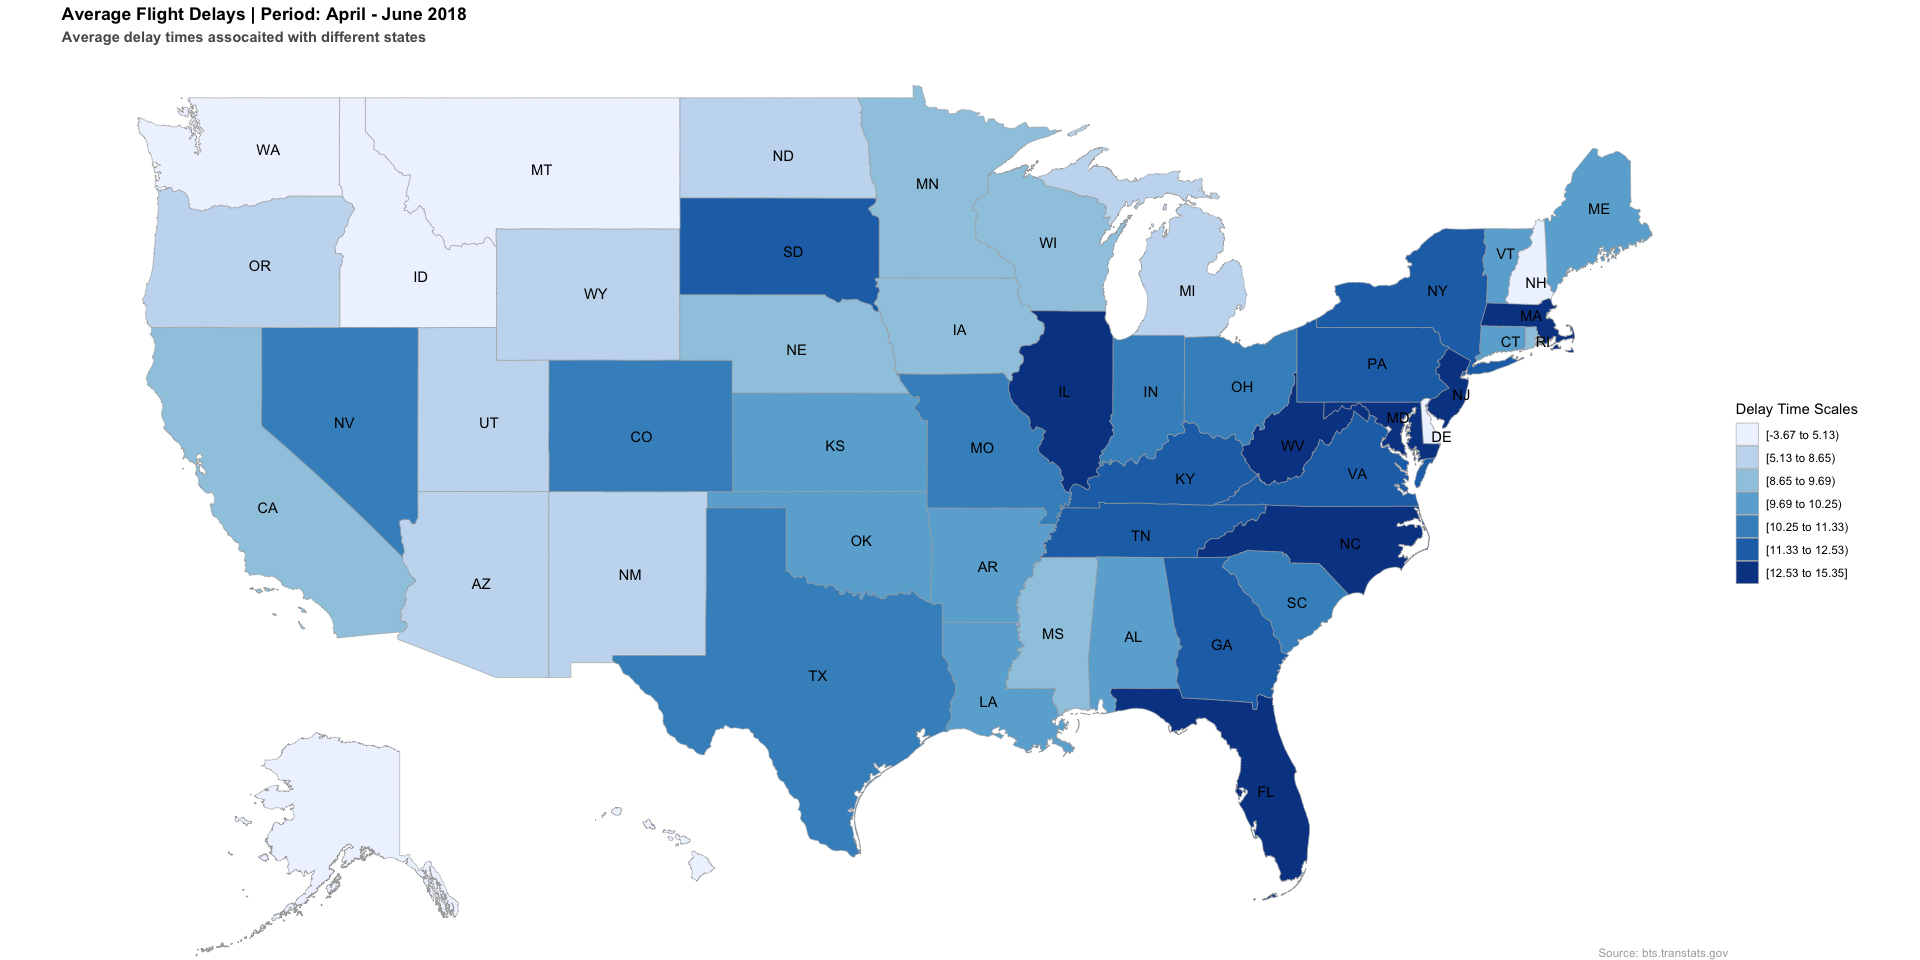 Average Flight Delays | Period: April - June 2018
Average delay times assocaited with different states
WA
MT
ND
MN
ME
OR
ID
WY
SD
WI
MI
NY
VT
NH
MA
CT
RI
NE
IA
PA
NV
UT
CO
KS
MO
IL
IN
OH
NJ
MD
DE
WV
VA
KY
CA
AZ
NM
OK
AR
TN
NC
SC
TX
LA
MS
AL
GA
FL
Delay Time Scales
[-3.67 to 5.13)
[5.13 to 8.65)
[8.65 to 9.69)
[9.69 to 10.25)
[10.25 to 11.33)
[11.33 to 12.53)
[12.53 to 15.35]
Source: bts.transtats.gov